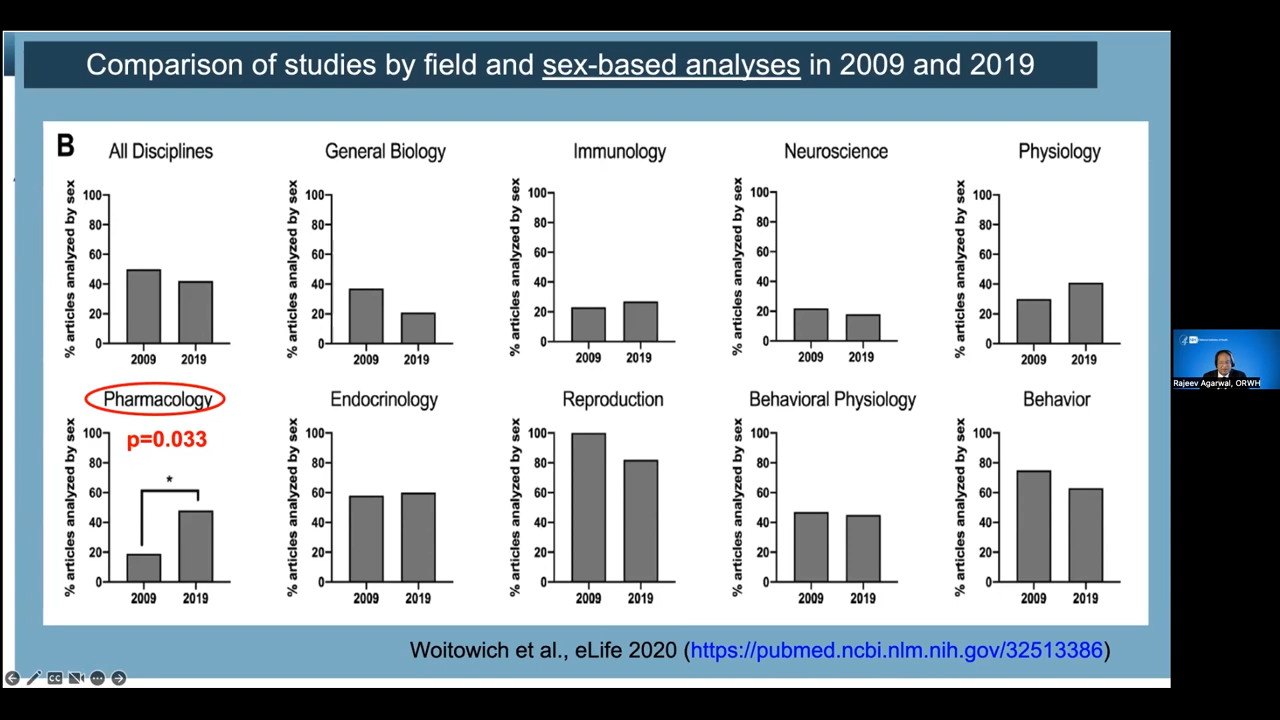 Comparison of studies by field and sex-based analyses in 2009 and 2019
B
All Disciplines
% articles analyzed by sex
100
80
60
40
20
0
2009 2019
General Biology
% articles analyzed by sex
100
80
60
40
20
0
2009 2019
Immunology
% articles analyzed by sex
100
80
60
40
20
0
2009 2019
Neuroscience
% articles analyzed by sex
100
80
60
40
20
0
2009 2019
Physiology
% articles analyzed by sex
100
80
60
40
20
0
2009 2019
Pharmacology
p=0.033
*
% articles analyzed by sex
100
80
60
40
20
0
2009 2019
Endocrinology
% articles analyzed by sex
100
80
60
40
20
0
2009 2019
Reproduction
% articles analyzed by sex
100
80
60
40
20
0
2009 2019
Behavioral Physiology
% articles analyzed by sex
100
80
60
40
20
0
2009 2019
Behavior
% articles analyzed by sex
100
80
60
40
20
0
2009 2019
Woitowich et al., eLife 2020 (https://pubmed.ncbi.nlm.nih.gov/32513386)
CC
Rajeev Agarwal, ORWH